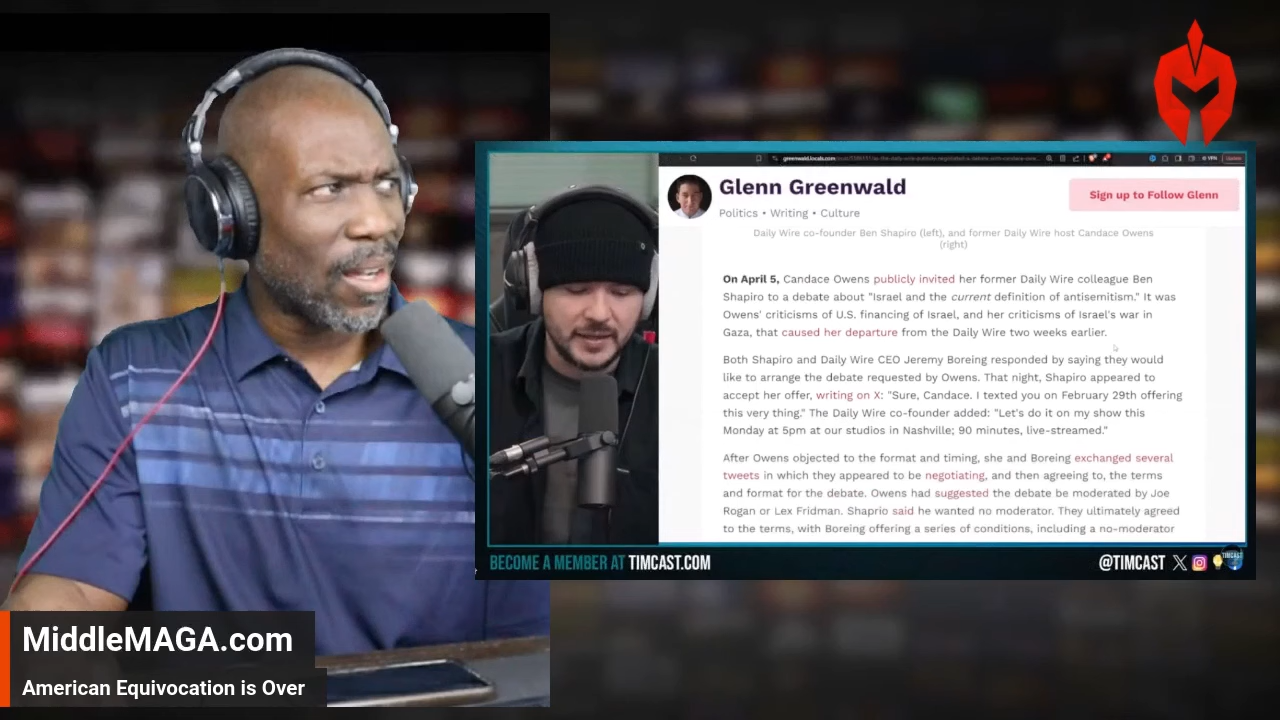 greenwald.locals.com
Glenn Greenwald
Politics • Writing • Culture
Sign up to Follow Glenn
Daily Wire co-founder Ben Shapiro (left), and former Daily Wire host Candace Owens
(right)
On April 5, Candace Owens publicly invited her former Daily Wire colleague Ben
Shapiro to a debate about "Israel and the current definition of antisemitism." It was
Owens' criticisms of U.S. financing of Israel, and her criticisms of Israel's war in
Gaza, that caused her departure from the Daily Wire two weeks earlier.
Both Shapiro and Daily Wire CEO Jeremy Boreing responded by saying they would
like to arrange the debate requested by Owens. That night, Shapiro appeared to
accept her offer, writing on X: "Sure, Candace. I texted you on February 29th offering
this very thing." The Daily Wire co-founder added: "Let's do it on my show this
Monday at 5pm at our studios in Nashville; 90 minutes, live-streamed."
After Owens objected to the format and timing, she and Boreing exchanged several
tweets in which they appeared to be negotiating, and then agreeing to, the terms
and format for the debate. Owens had suggested the debate be moderated by Joe
Rogan or Lex Fridman. Shaprio said he wanted no moderator. They ultimately agreed
to the terms, with Boreing offering a series of conditions, including a no-moderator
BECOME A MEMBER AT TIMCAST.COM
@TIMCAST
MiddleMAGA.com
American Equivocation is Over